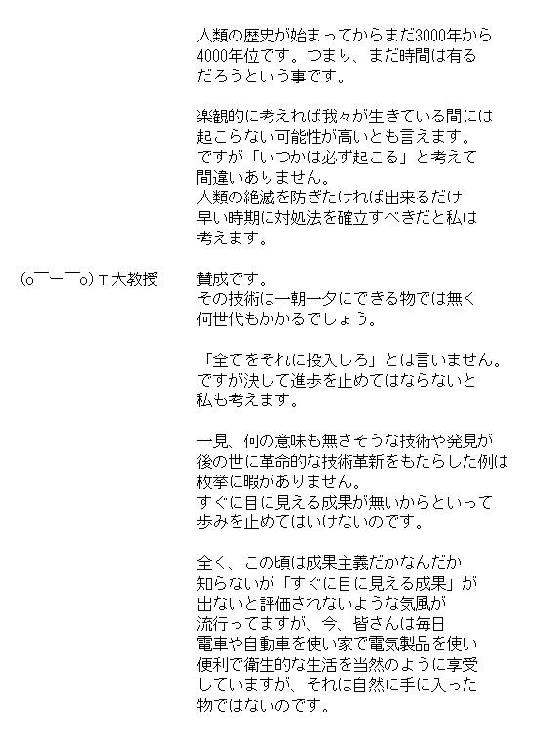 人類の歴史が始まってからまだ3000年から
4000年位です。つまり、まだ時間は有る
だろうという事です。
楽観的に考えれば我々が生きている間には
起こらない可能性が高いとも言えます。
ですが「いつかは必ず起こる」と考えて
間違いありません。
人類の絶滅を防ぎたければ出来るだけ
早い時期に対処法を確立すべきだと私は
考えます。
(o￣ー￣o)Ｔ大教授 賛成です。
その技術は一朝一夕にできる物では無く
何世代もかかるでしょう。
「全てをそれに投入しろ」とは言いません。
ですが決して進歩を止めてはならないと
私も考えます。
一見、何の意味も無さそうな技術や発見が
後の世に革命的な技術革新をもたらした例は
枚挙に暇がありません。
すぐに目に見える成果が無いからといって
歩みを止めてはいけないのです。
全く、この頃は成果主義だかなんだか
知らないが「すぐに目に見える成果」が
出ないと評価されないような気風が
流行ってますが、今、皆さんは毎日
電車や自動車を使い家で電気製品を使い
便利で衛生的な生活を当然のように享受
していますが、それは自然に手に入った
物ではないのです。